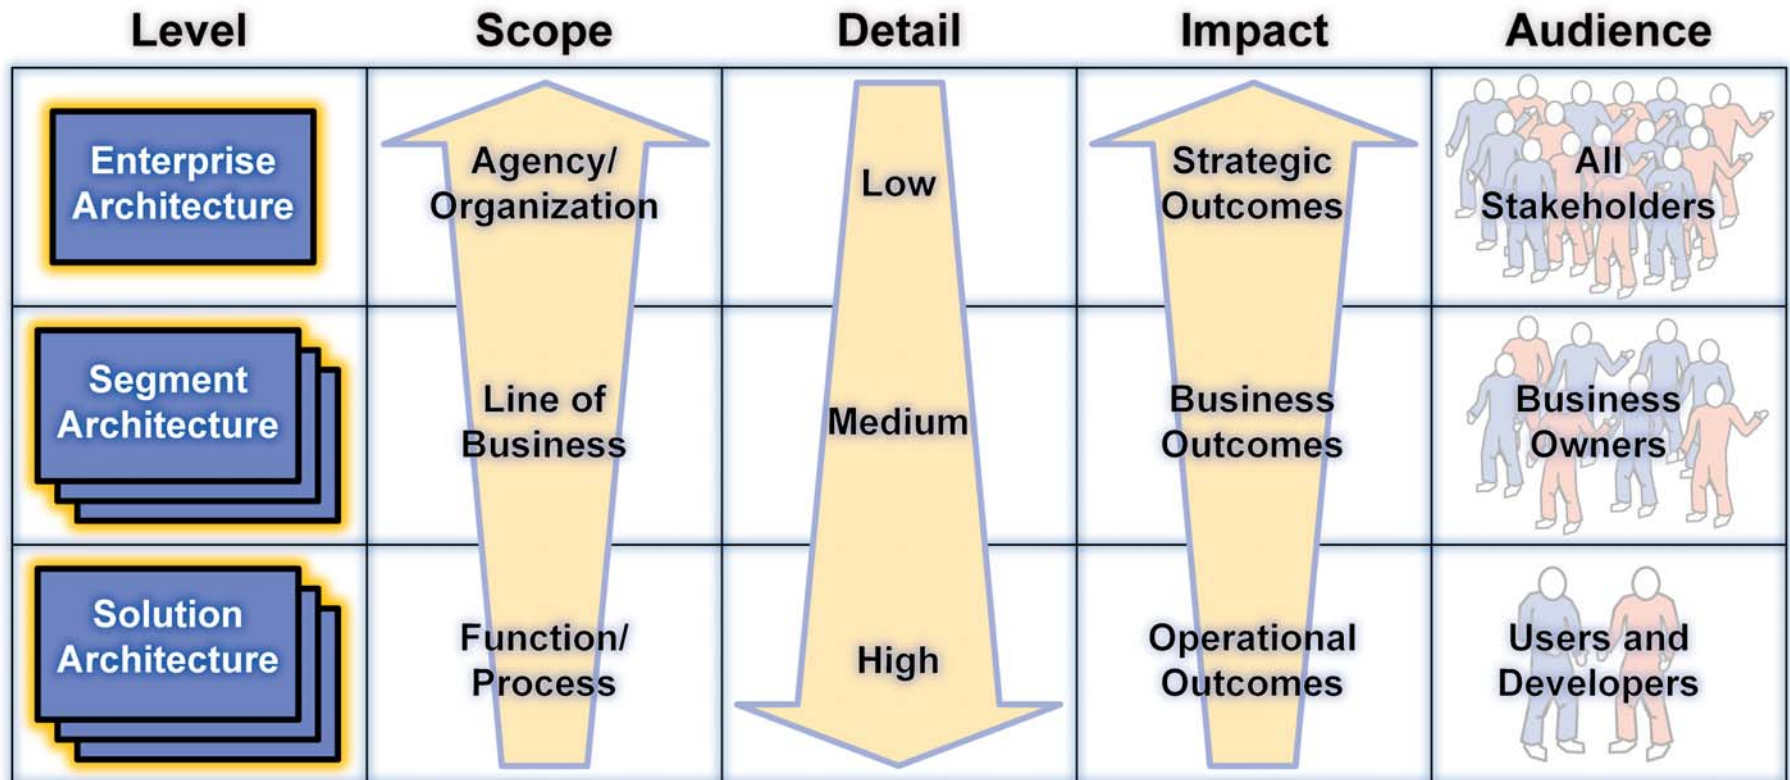 Level Scope Detail Impact Audience
Enterprise
Architecture
Agency/
Organization
Low
Strategic
Outcomes
All
Stakeholders
Segment
Architecture
Line of
Business
Medium
Business
Outcomes
Business
Owners
Solution
Architecture
Function/
Process
High
Operational
Outcomes
Users and
Developers